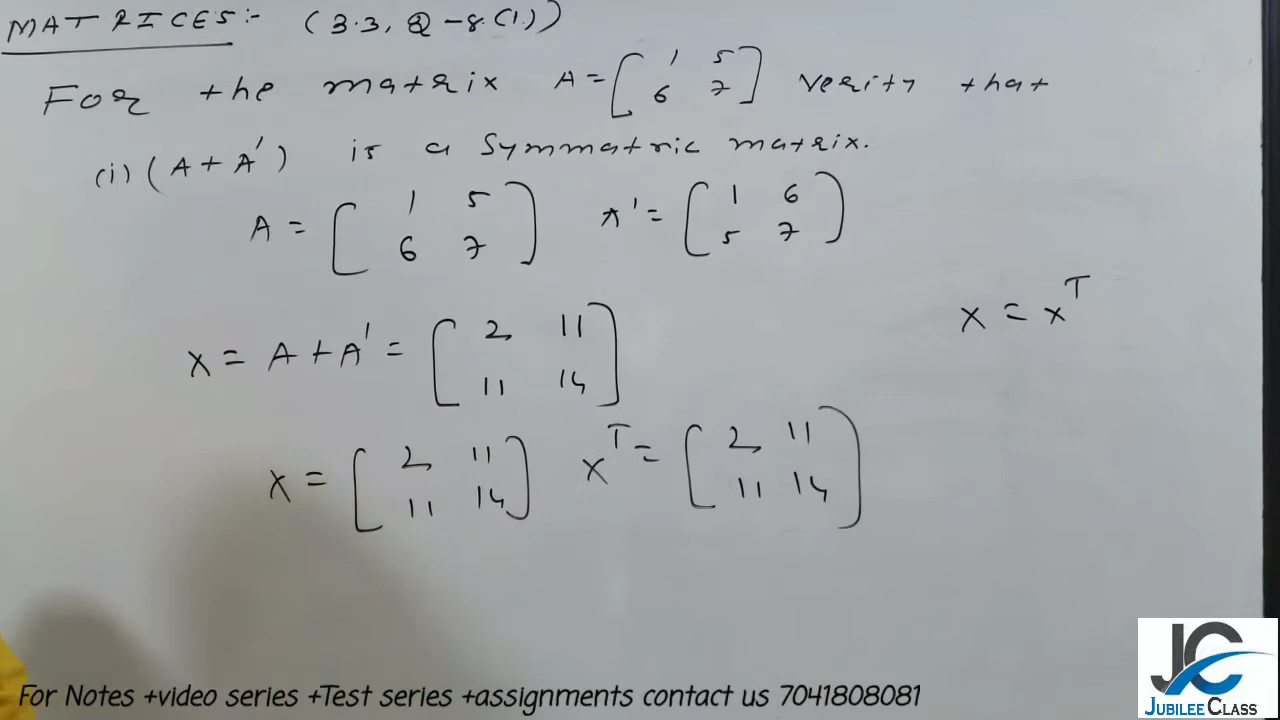 MATRICES:- (3.3, Q-8.(1.))
For the matrix A = [1 5 6 7] Verity that
(i) (A + A') is a Symmatric matrix.
A = [1 5 6 7] A' = [1 6 5 7]
X = X^T
X = A + A' = [2 11 11 14]
X = [2 11 11 14] X^T = [2 11 11 14]
For Notes +video series +Test series +assignments contact us 7041808081
JC
JUBILEE CLASS